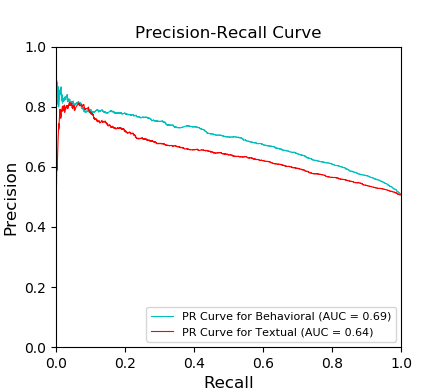 Precision-Recall Curve
1.0
0.8
0.6
0.4
0.2
0.0
Precision
PR Curve for Behavioral (AUC = 0.69)
PR Curve for Textual (AUC = 0.64)
0.0 0.2 0.4 0.6 0.8 1.0
Recall